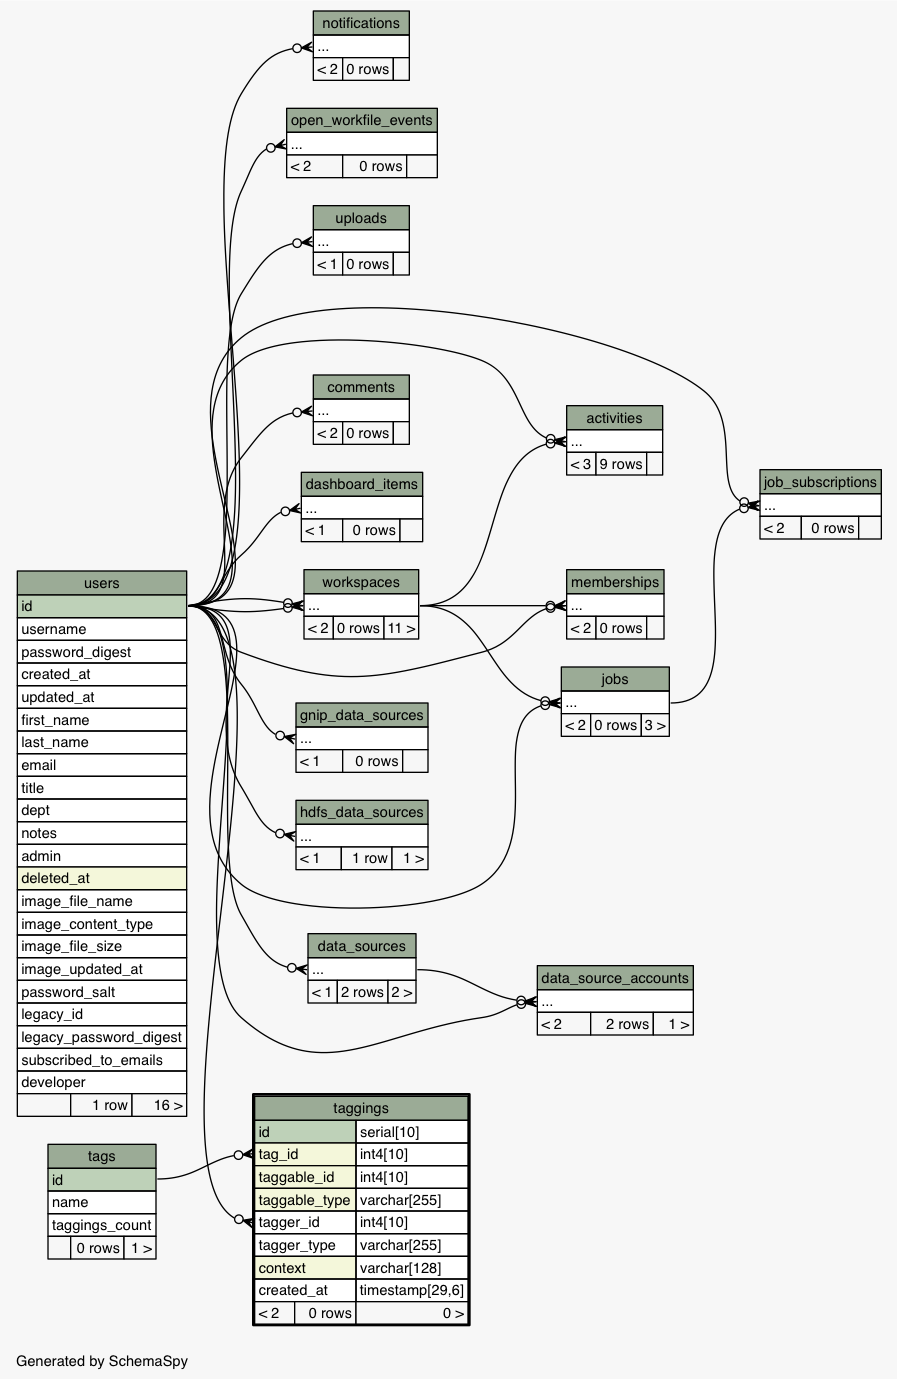 notifications
...
< 2 0 rows
open_workfile_events
...
< 2 0 rows
uploads
...
< 1 0 rows
comments
...
< 2 0 rows
activities
...
< 3 9 rows
dashboard_items
...
< 1 0 rows
job_subscriptions
...
< 2 0 rows
workspaces
...
< 2 0 rows 11 >
memberships
...
< 2 0 rows
jobs
...
< 2 0 rows 3 >
gnip_data_sources
...
< 1 0 rows
hdfs_data_sources
...
< 1 1 row 1 >
data_sources
...
< 1 2 rows 2 >
data_source_accounts
...
< 2 2 rows 1 >
users
id
username
password_digest
created_at
updated_at
first_name
last_name
email
title
dept
notes
admin
deleted_at
image_file_name
image_content_type
image_file_size
image_updated_at
password_salt
legacy_id
legacy_password_digest
subscribed_to_emails
developer
1 row 16 >
tags
id
name
taggings_count
0 rows 1 >
taggings
id serial[10]
tag_id int4[10]
taggable_id int4[10]
taggable_type varchar[255]
tagger_id int4[10]
tagger_type varchar[255]
context varchar[128]
created_at timestamp[29,6]
< 2 0 rows 0 >
Generated by SchemaSpy